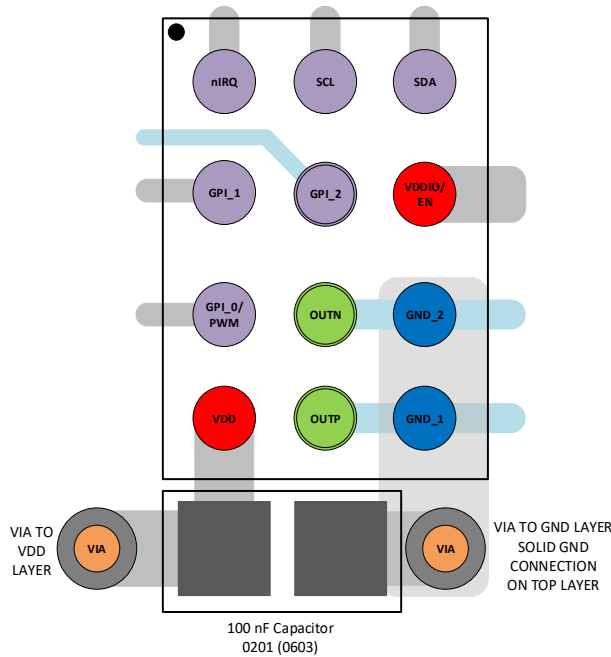 nIRQ
SCL
SDA
GPI_1
GPI_2
VDDIO/
EN
GPI_0/
PWM
OUTN
GND_2
VDD
OUTP
GND_1
VIA TO
VDD
LAYER
VIA
VIA
VIA TO GND LAYER
SOLID GND
CONNECTION
ON TOP LAYER
100 nF Capacitor
0201 (0603)